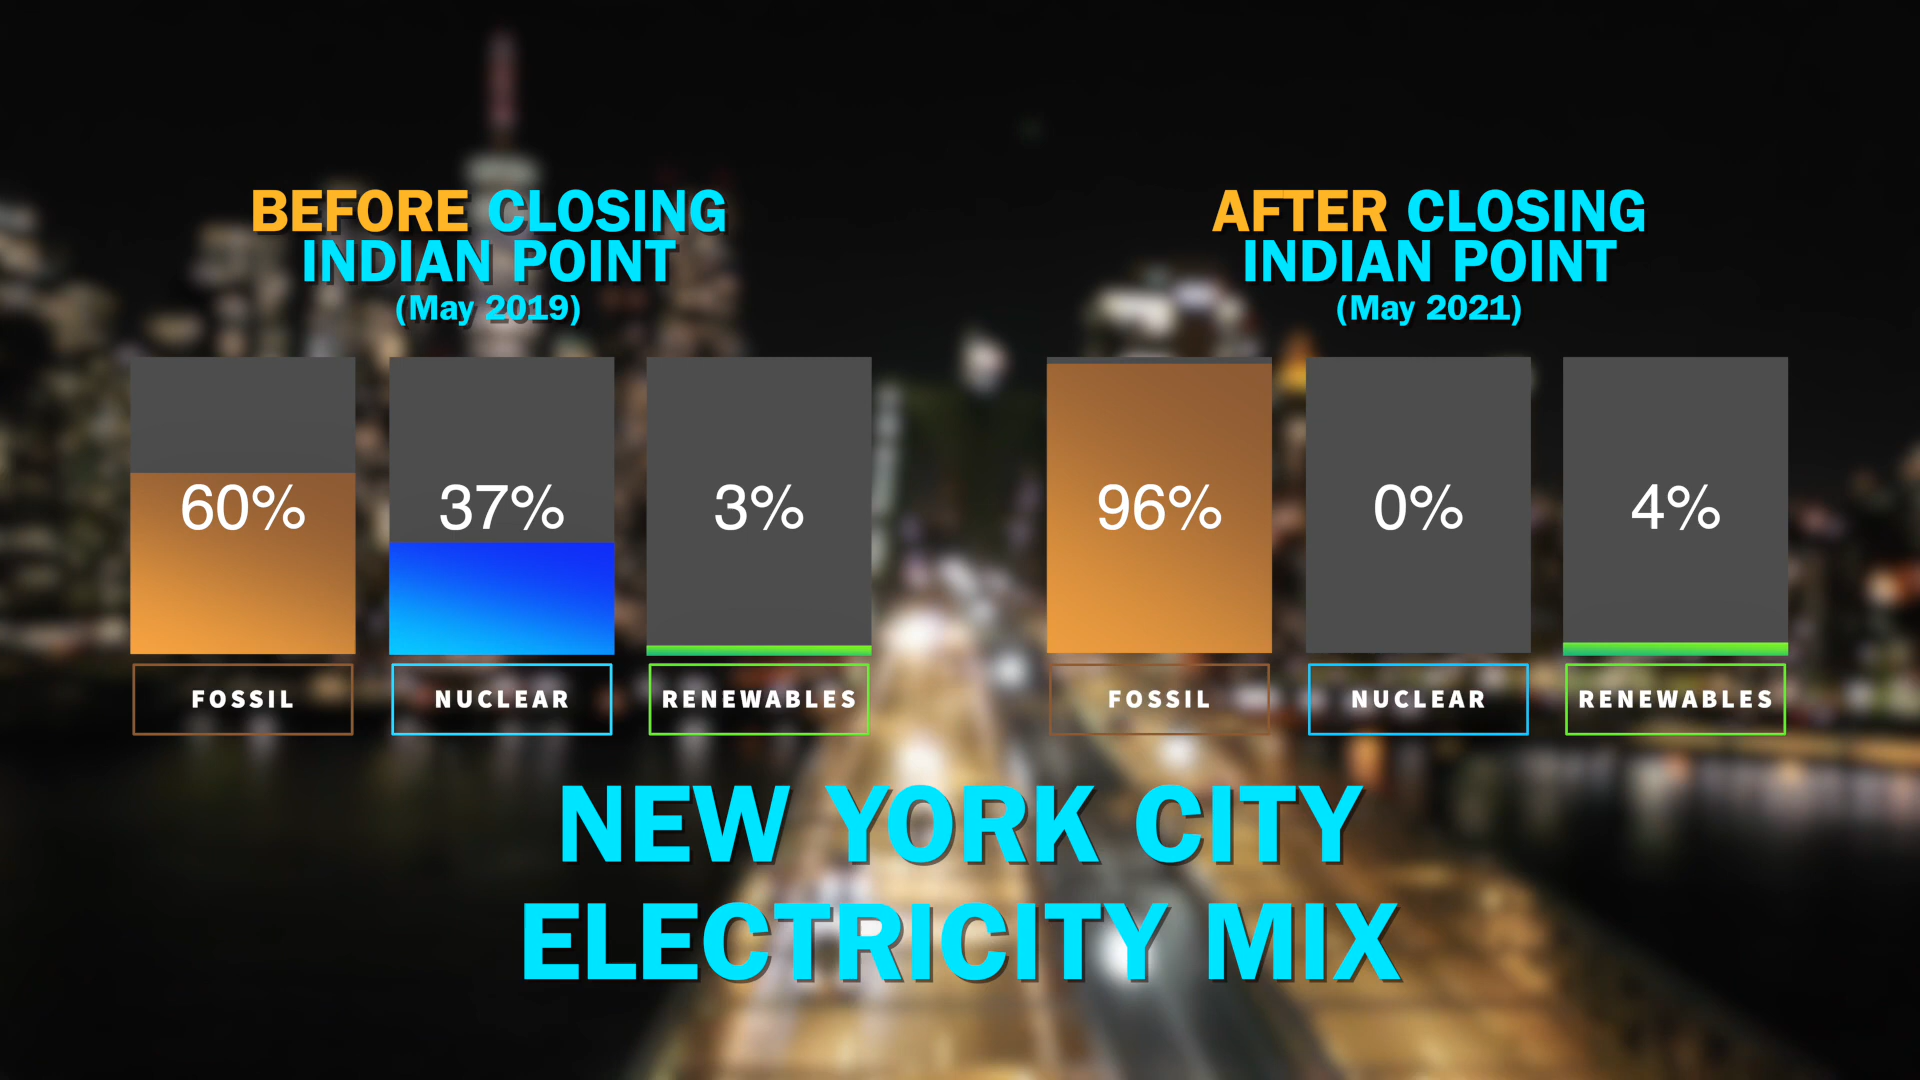 BEFORE CLOSING
INDIAN POINT
(May 2019)
60%
37%
3%
FOSSIL
NUCLEAR
RENEWABLES
AFTER CLOSING
INDIAN POINT
(May 2021)
96%
0%
4%
FOSSIL
NUCLEAR
RENEWABLES
NEW YORK CITY
ELECTRICITY MIX